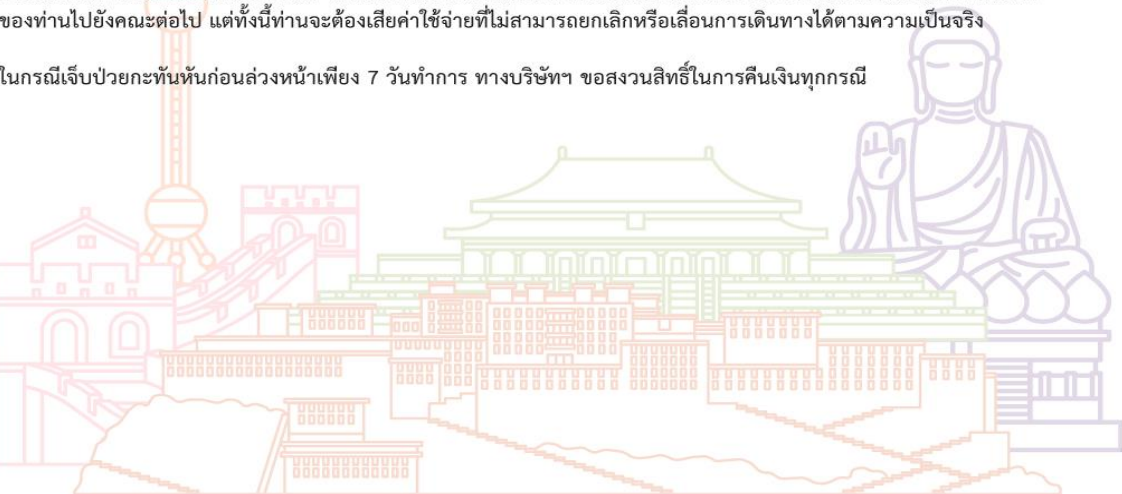 ของท่านไปยังคณะต่อไป แต่ทั้งนี้ท่านจะต้องเสียค่าใช้จ่ายที่ไม่สามารถยกเลิกหรือเลื่อนการเดินทางได้ตามความเป็นจริง
ในกรณีเจ็บป่วยกะทันหันก่อนล่วงหน้าเพียง 7 วันทำการ ทางบริษัทฯ ขอสงวนสิทธิ์ในการคืนเงินทุกกรณี